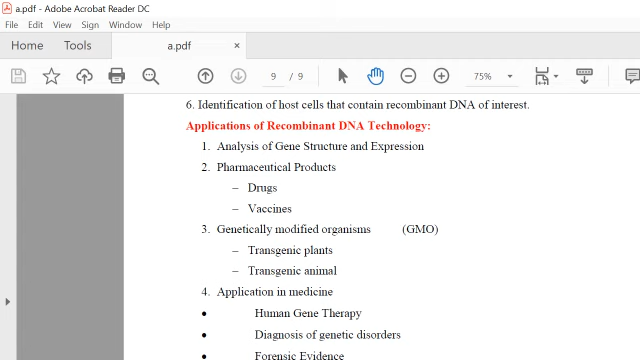 a.pdf - Adobe Acrobat Reader DC
File Edit View Sign Window Help
Home Tools a.pdf ×
9 / 9 75%
6. Identification of host cells that contain recombinant DNA of interest.
Applications of Recombinant DNA Technology:
1. Analysis of Gene Structure and Expression
2. Pharmaceutical Products
– Drugs
– Vaccines
3. Genetically modified organisms (GMO)
– Transgenic plants
– Transgenic animal
4. Application in medicine
• Human Gene Therapy
• Diagnosis of genetic disorders
• Forensic Evidence